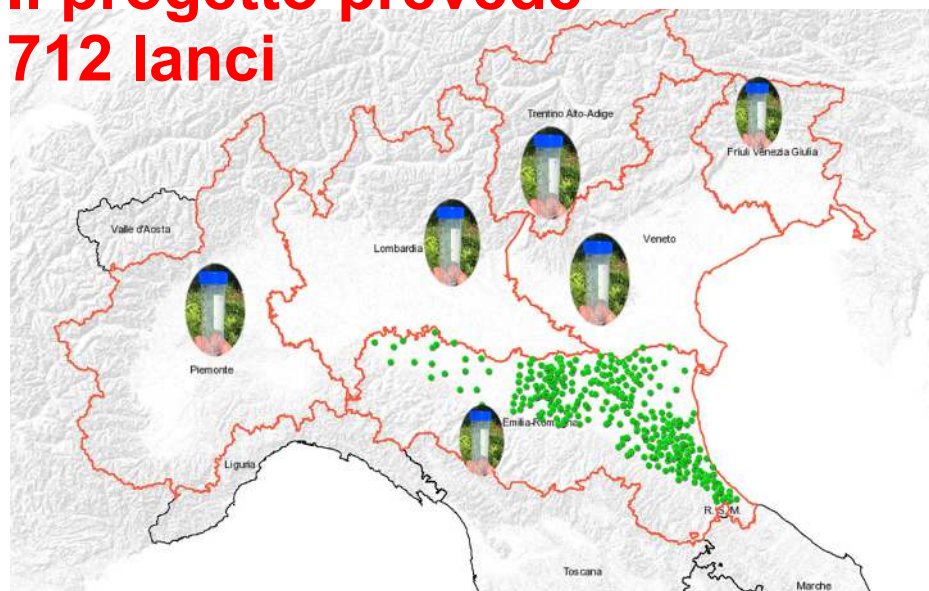 Il progetto prevede
712 lanci
Trentino Alto-Adige
Friuli Venezia Giulia
Valle d'Aosta
Lombardia
Veneto
Piemonte
Emilia-Romagna
Liguria
R. S. M.
Toscana
Marche